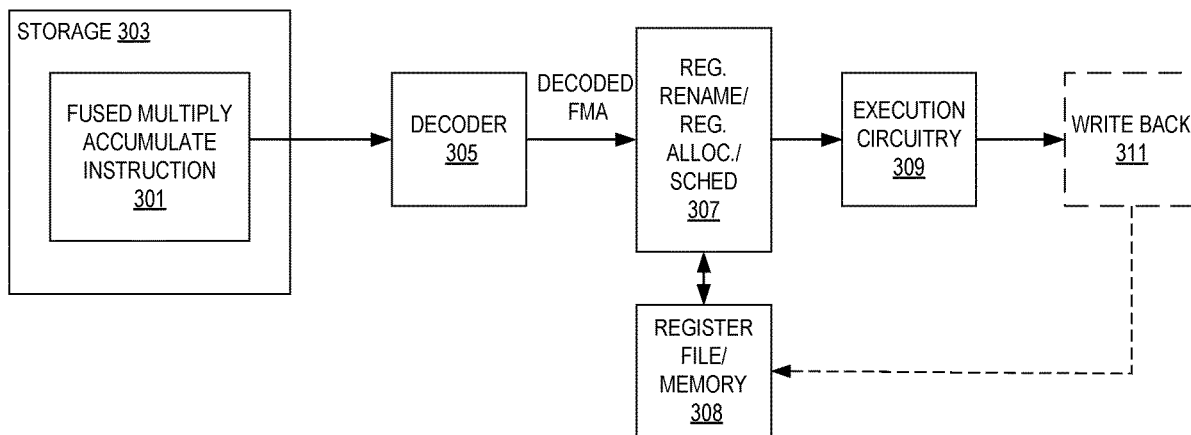 STORAGE 303
FUSED MULTIPLY
ACCUMULATE
INSTRUCTION
301
DECODER
305
DECODED
FMA
REG.
RENAME/
REG.
ALLOC./
SCHED
307
EXECUTION
CIRCUITRY
309
WRITE BACK
311
REGISTER
FILE/
MEMORY
308